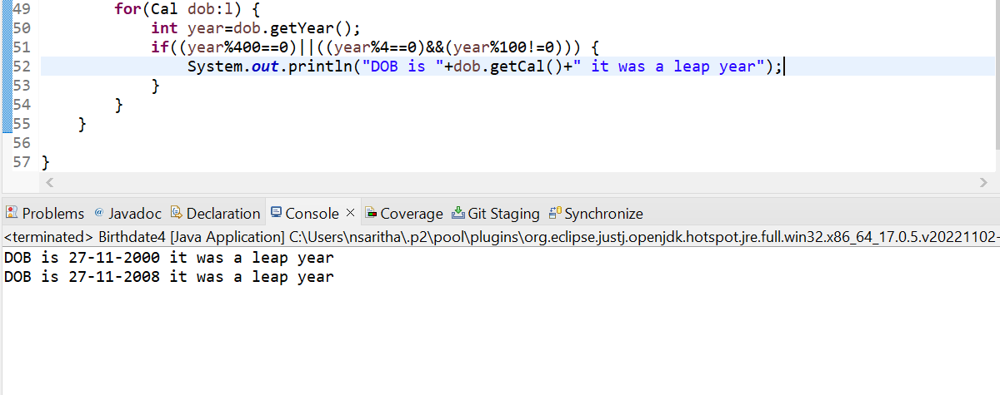 49 for(Cal dob:l) {
50 int year=dob.getYear();
51 if((year%400==0)||((year%4==0)&&(year%100!=0))) {
52 System.out.println("DOB is "+dob.getCal()+" it was a leap year");
53 }
54 }
55 }
56
57 }
Problems @ Javadoc Declaration Console × Coverage Git Staging Synchronize
<terminated> Birthdate4 [Java Application] C:\Users\nsaritha\.p2\pool\plugins\org.eclipse.justj.openjdk.hotspot.jre.full.win32.x86_64_17.0.5.v20221102-
DOB is 27-11-2000 it was a leap year
DOB is 27-11-2008 it was a leap year